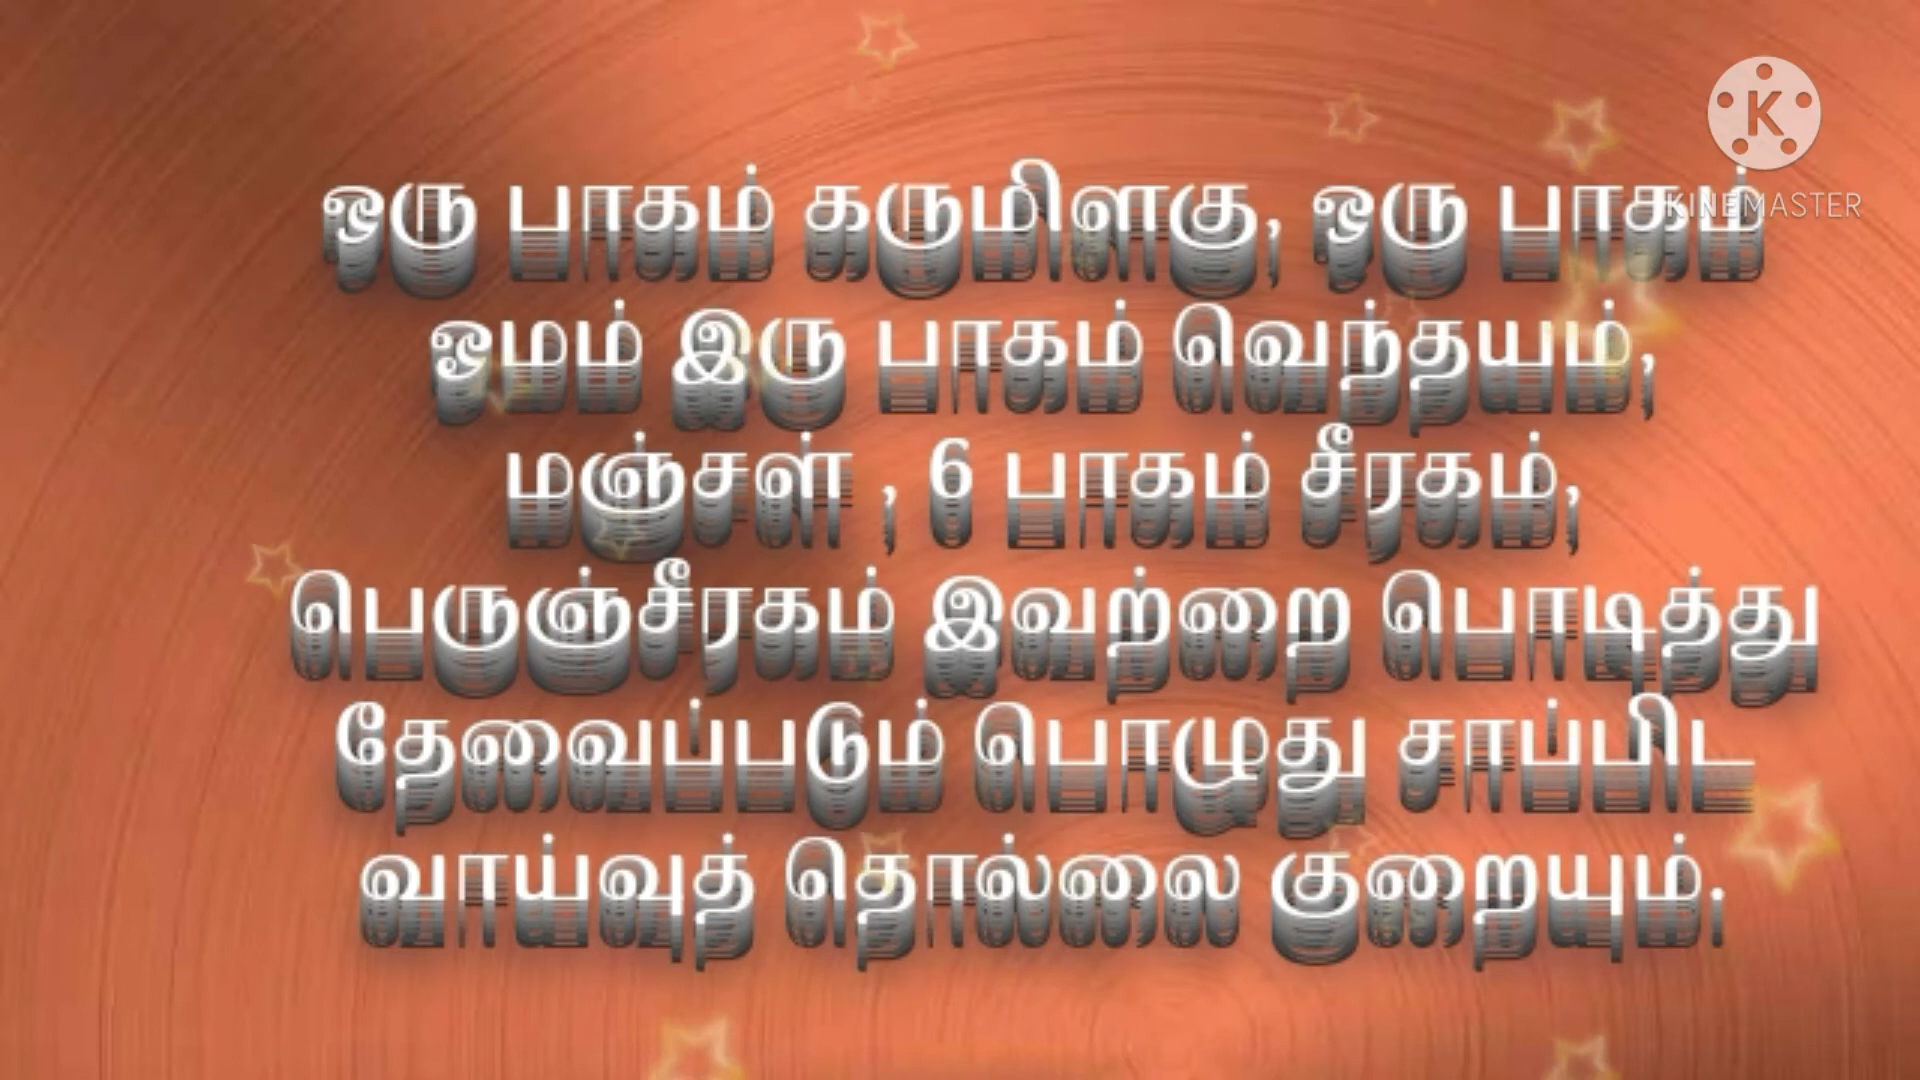 ஒரு பாகம் கருமிளகு, ஒரு பாகம்
ஓமம் இரு பாகம் வெந்தயம்,
மஞ்சள் , 6 பாகம் சீரகம்,
பெருஞ்சீரகம் இவற்றை பொடித்து
தேவைப்படும் பொழுது சாப்பிட
வாய்வுத் தொல்லை குறையும்.
K
KINEMASTER